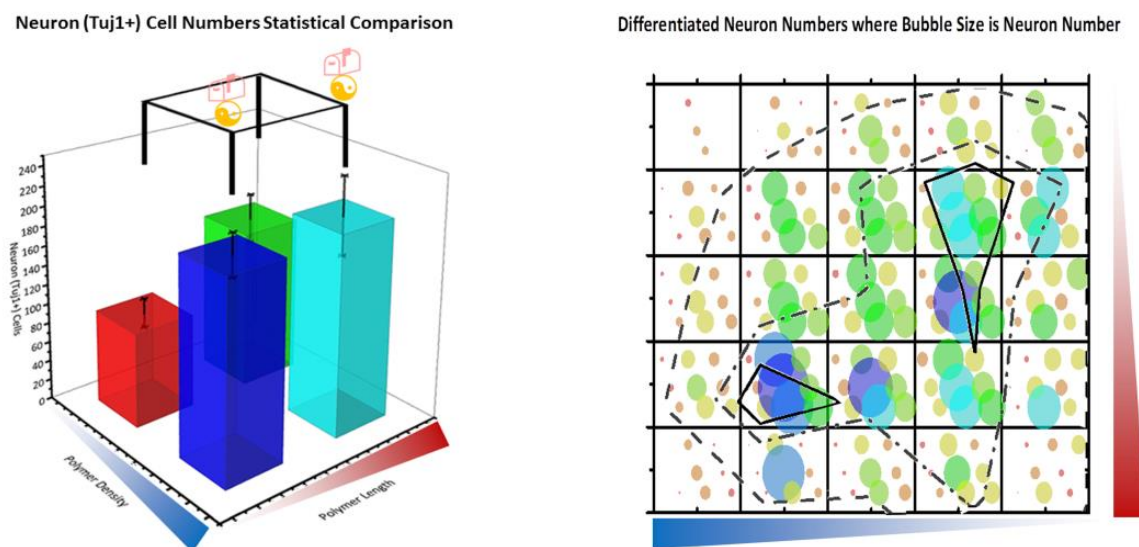 Neuron (Tuj1+) Cell Numbers Statistical Comparison
Differentiated Neuron Numbers where Bubble Size is Neuron Number
240
220
200
180
160
140
120
100
80
60
40
20
0
Neuron (Tuj1+) Cells
Polymer Density
Polymer Length